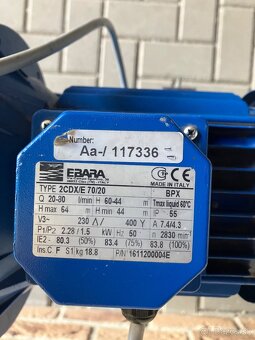 Number:
Aa-/ 117336
EBARA
MADE IN ITALY
TYPE 2CDX/E 70/20 BPX
Q 20-80 l/min H 60-44 m Tmax liquid 60°C
H max 64 m H min 44 m IP 55
V3~ 230 Δ/ 400 Y A 7.4/4.3
P1/P2 2.28 / 1.5 kW Hz 50 n 2830 min
IE2- 80.3 (50%) 83.4 (75%) 83.8 (100%)
Ins.C. F S1 kg 18.8 P/N 1611200004E